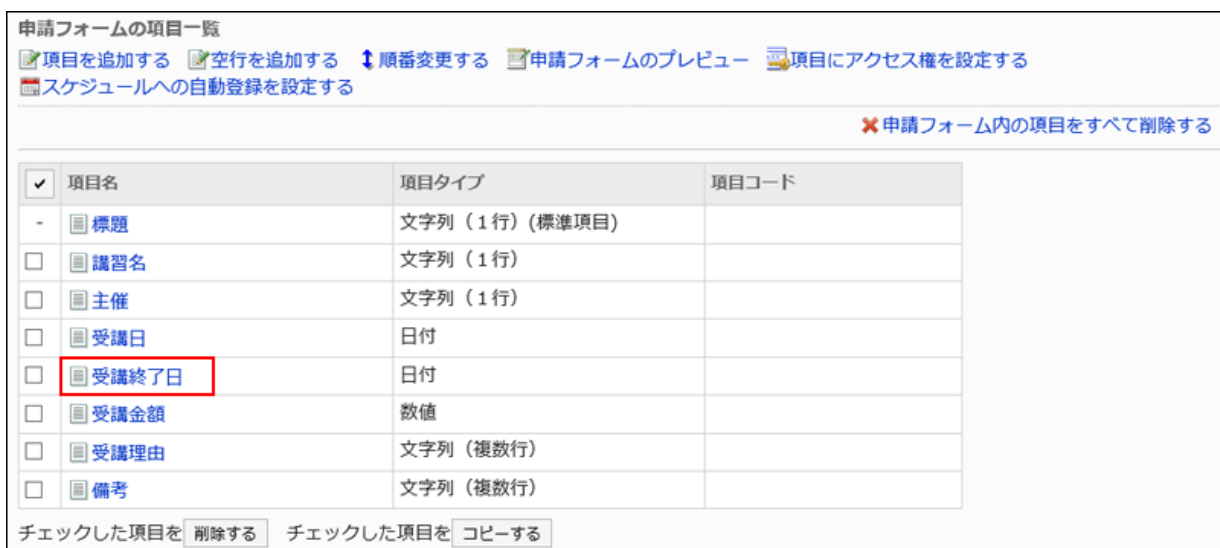 申請フォームの項目一覧
項目を追加する 空行を追加する 順番変更する 申請フォームのプレビュー 項目にアクセス権を設定する
スケジュールへの自動登録を設定する
申請フォーム内の項目をすべて削除する
項目名 項目タイプ 項目コード
- 標題 文字列（１行）(標準項目)
講習名 文字列（１行）
主催 文字列（１行）
受講日 日付
受講終了日 日付
受講金額 数値
受講理由 文字列（複数行）
備考 文字列（複数行）
チェックした項目を 削除する チェックした項目を コピーする